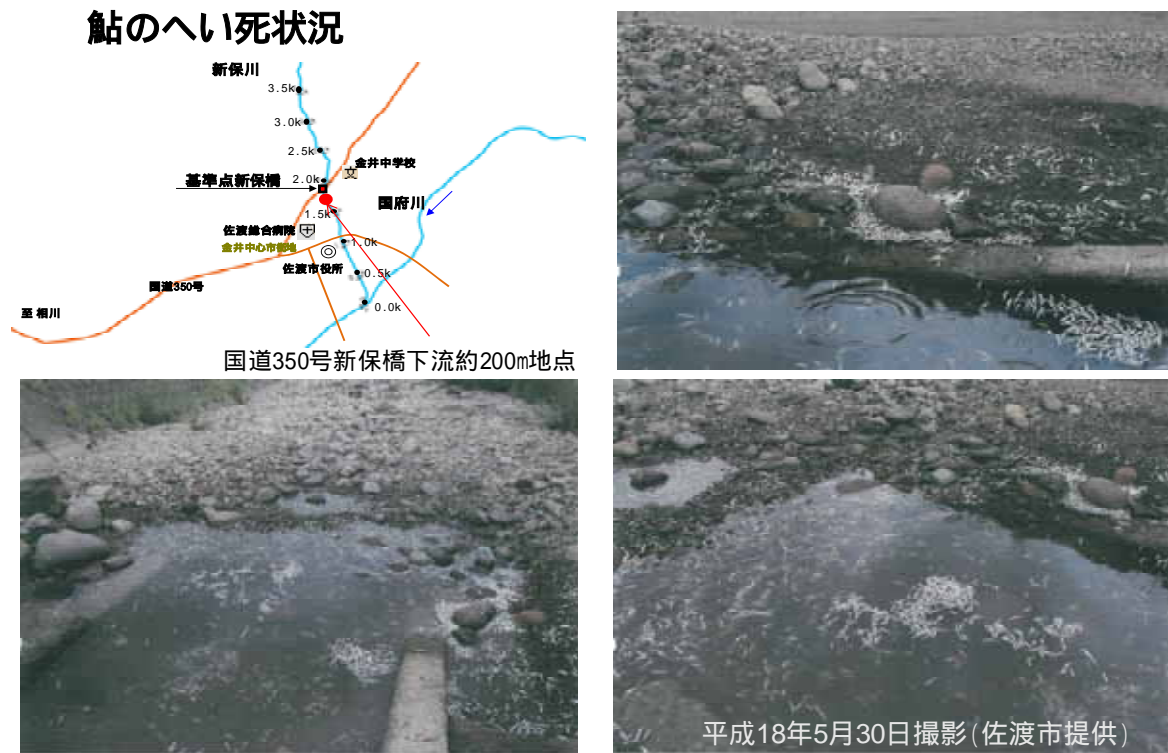 鮎のへい死状況
新保川
3.5k
3.0k
2.5k
金井中学校
文
2.0k
基準点新保橋
国府川
1.5k
佐渡総合病院
金井中心市街地
1.0k
佐渡市役所
0.5k
国道350号
0.0k
至 相川
国道350号新保橋下流約200m地点
平成18年5月30日撮影(佐渡市提供)